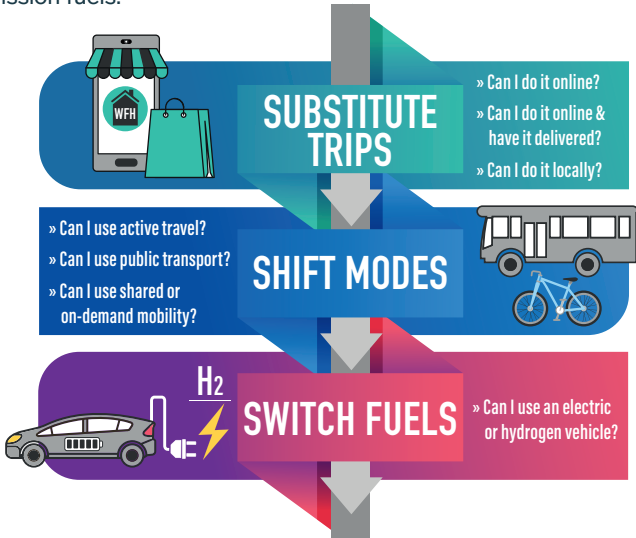 ission fuels.
WFH
SUBSTITUTE
TRIPS
» Can I do it online?
» Can I do it online &
have it delivered?
» Can I do it locally?
» Can I use active travel?
» Can I use public transport?
» Can I use shared or
on-demand mobility?
SHIFT MODES
H2
SWITCH FUELS
» Can I use an electric
or hydrogen vehicle?